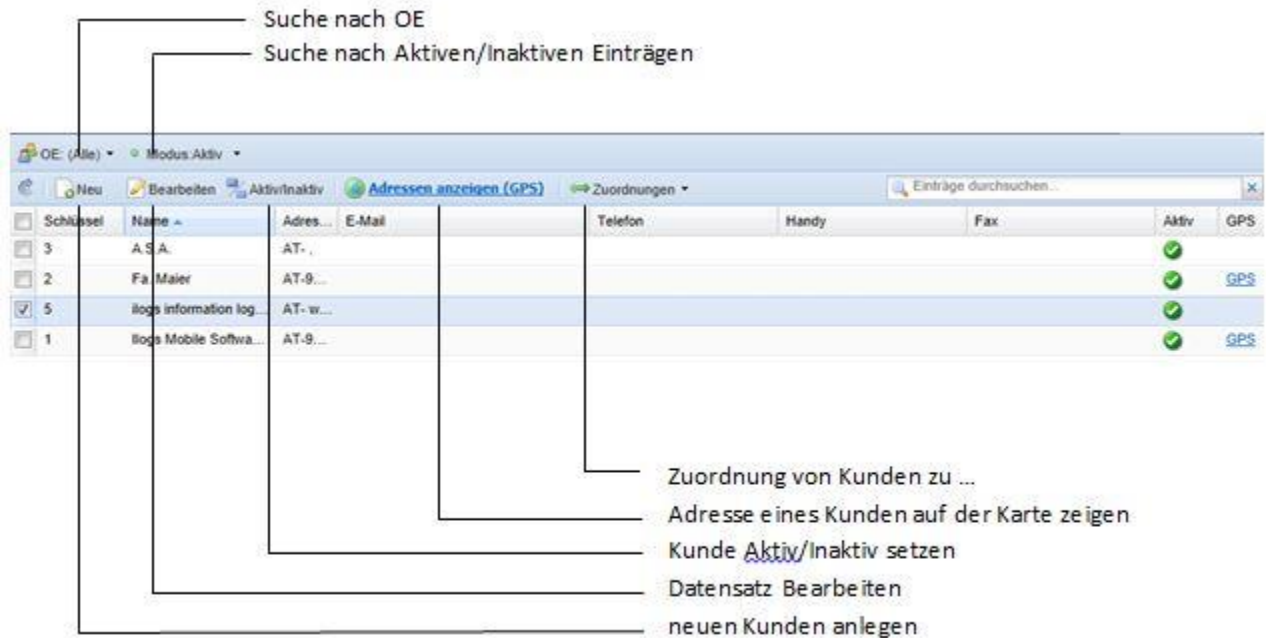 Suche nach OE
Suche nach Aktiven/Inaktiven Einträgen
OE: (Alle) Modus:Aktiv
Neu Bearbeiten Aktiv/Inaktiv Adressen anzeigen (GPS) Zuordnungen Einträge durchsuchen...
Schlüssel Name Adres... E-Mail Telefon Handy Fax Aktiv GPS
3 A.S.A. AT- ,
2 Fa. Maier AT-9... GPS
5 ilogs information log... AT- w...
1 Ilogs Mobile Softwa... AT-9... GPS
Zuordnung von Kunden zu ...
Adresse eines Kunden auf der Karte zeigen
Kunde Aktiv/Inaktiv setzen
Datensatz Bearbeiten
neuen Kunden anlegen